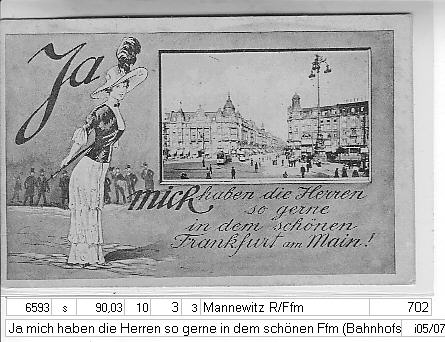 Ja
mich haben die Herren
so gerne
in dem schönen
Frankfurt am Main!
6593 s 90,03 10 3 3 Mannewitz R/Ffm 702
Ja mich haben die Herren so gerne in dem schönen Ffm (Bahnhofs i05/07